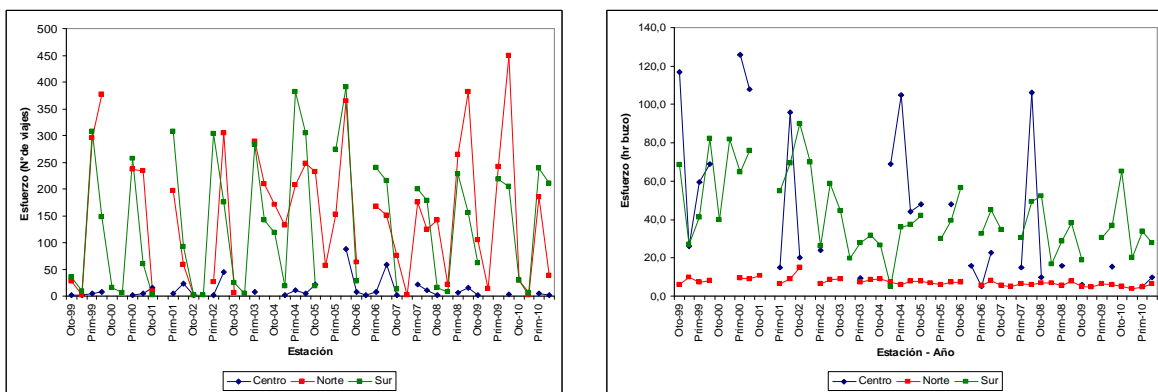 500
450
400
350
300
250
200
150
100
50
0
Esfuerzo (N° de viajes)
Oto-99
Prim-99
Oto-00
Prim-00
Oto-01
Prim-01
Oto-02
Prim-02
Oto-03
Prim-03
Oto-04
Prim-04
Oto-05
Prim-05
Oto-06
Prim-06
Oto-07
Prim-07
Oto-08
Prim-08
Oto-09
Prim-09
Oto-10
Prim-10
Estación
Centro Norte Sur
140,0
120,0
100,0
80,0
60,0
40,0
20,0
0,0
Esfuerzo (hr buzo)
Oto-99
Prim-99
Oto-00
Prim-00
Oto-01
Prim-01
Oto-02
Prim-02
Oto-03
Prim-03
Oto-04
Prim-04
Oto-05
Prim-05
Oto-06
Prim-06
Oto-07
Prim-07
Oto-08
Prim-08
Oto-09
Prim-09
Oto-10
Prim-10
Estación - Año
Centro Norte Sur